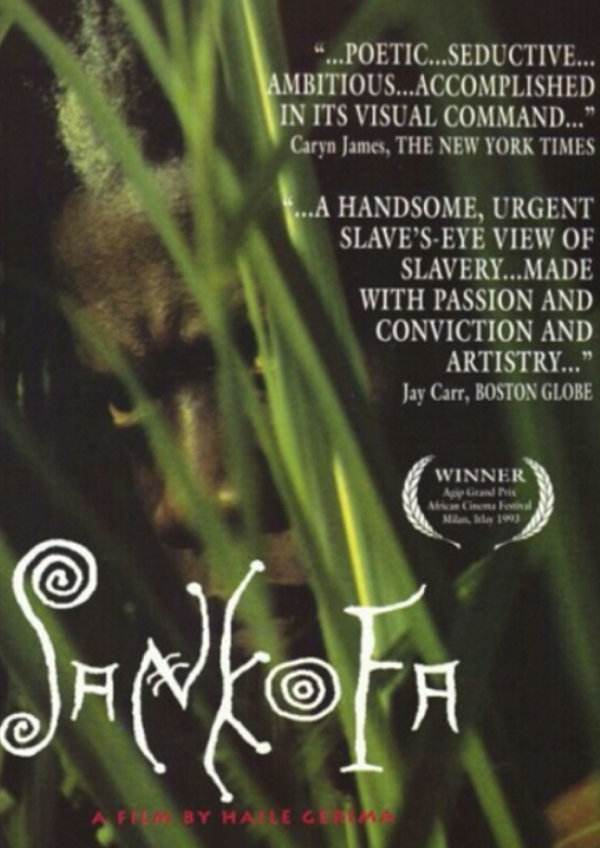 “...POETIC...SEDUCTIVE...
AMBITIOUS...ACCOMPLISHED
IN ITS VISUAL COMMAND...”
Caryn James, THE NEW YORK TIMES
“...A HANDSOME, URGENT
SLAVE’S-EYE VIEW OF
SLAVERY...MADE
WITH PASSION AND
CONVICTION AND
ARTISTRY...”
Jay Carr, BOSTON GLOBE
WINNER
Agip Grand Prix
African Cinema Festival
Milan, Itlay 1993
SANKOFA
A FILM BY HAILE GERIMA